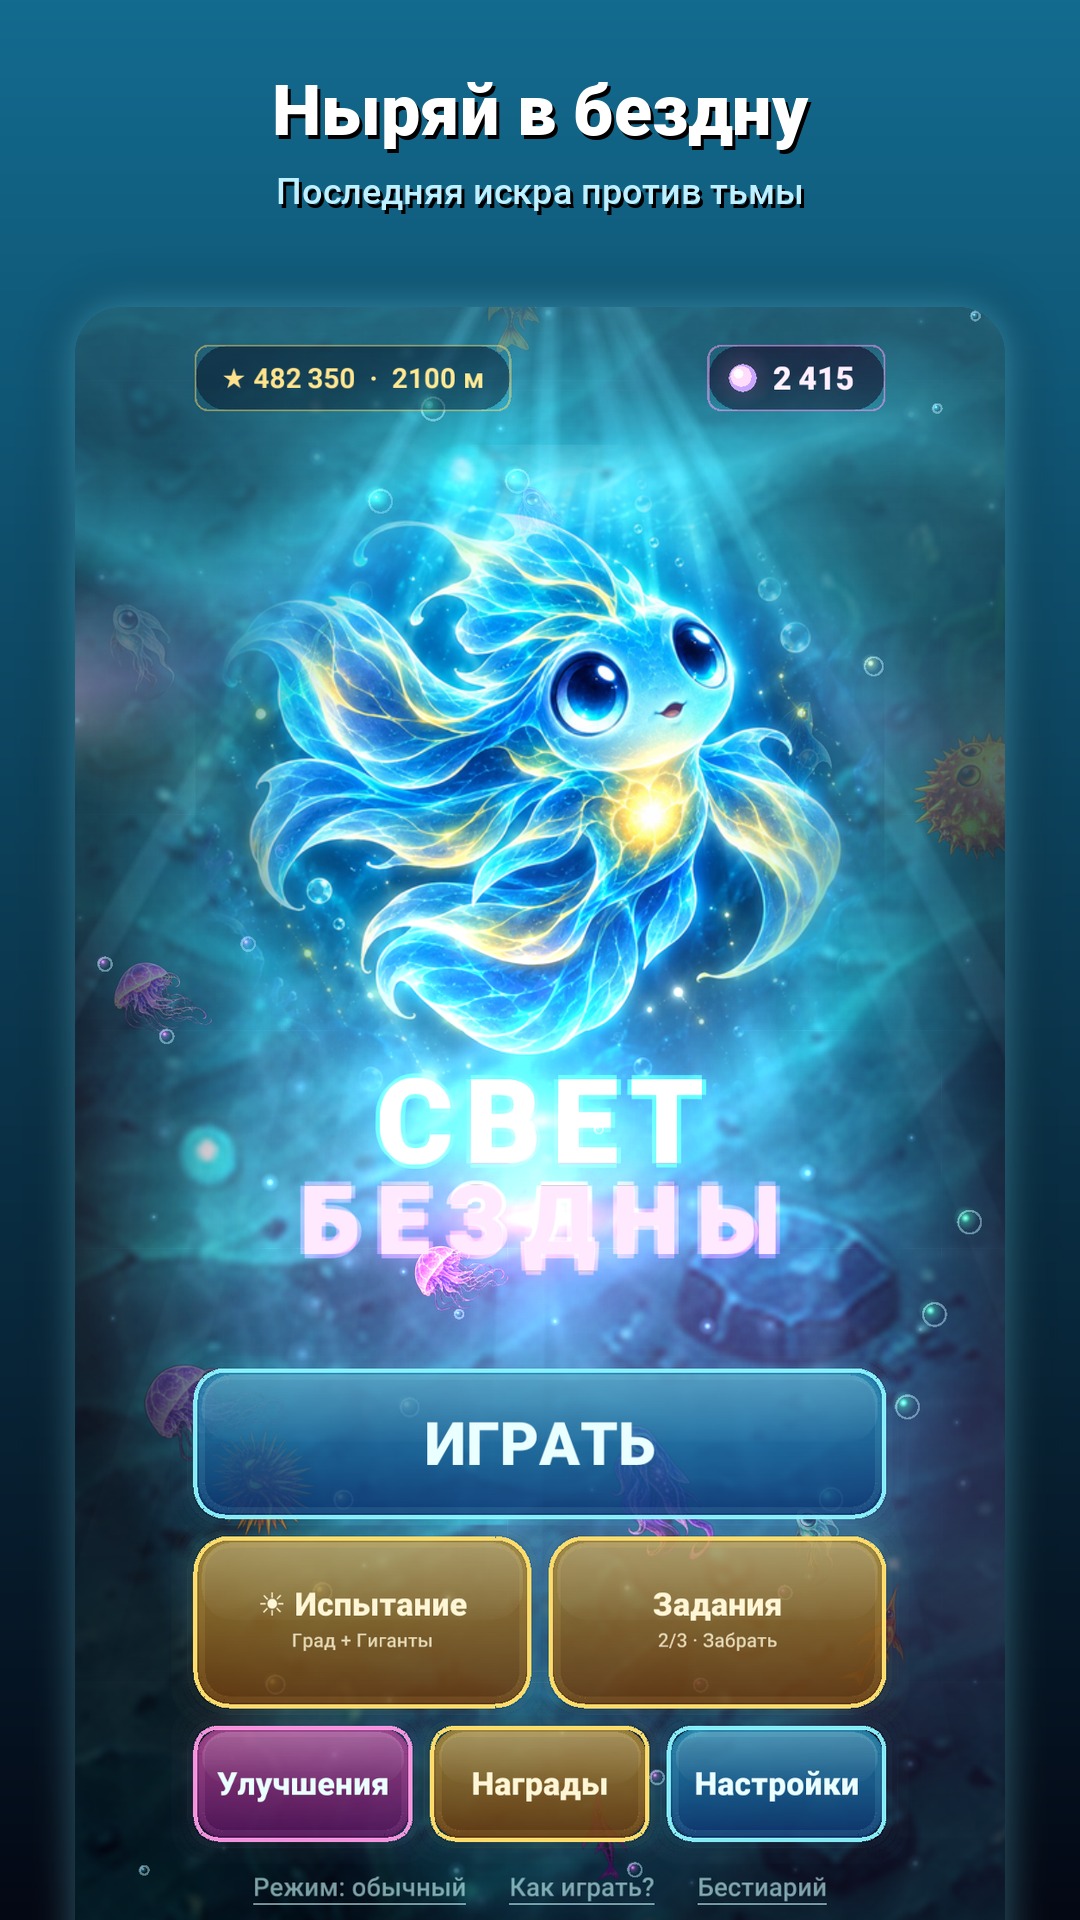 Ныряй в бездну
Последняя искра против тьмы
★ 482 350 · 2100 м
2 415
СВЕТ
БЕЗДНЫ
ИГРАТЬ
☀ Испытание
Град + Гиганты
Задания
2/3 · Забрать
Улучшения
Награды
Настройки
Режим: обычный
Как играть?
Бестиарий